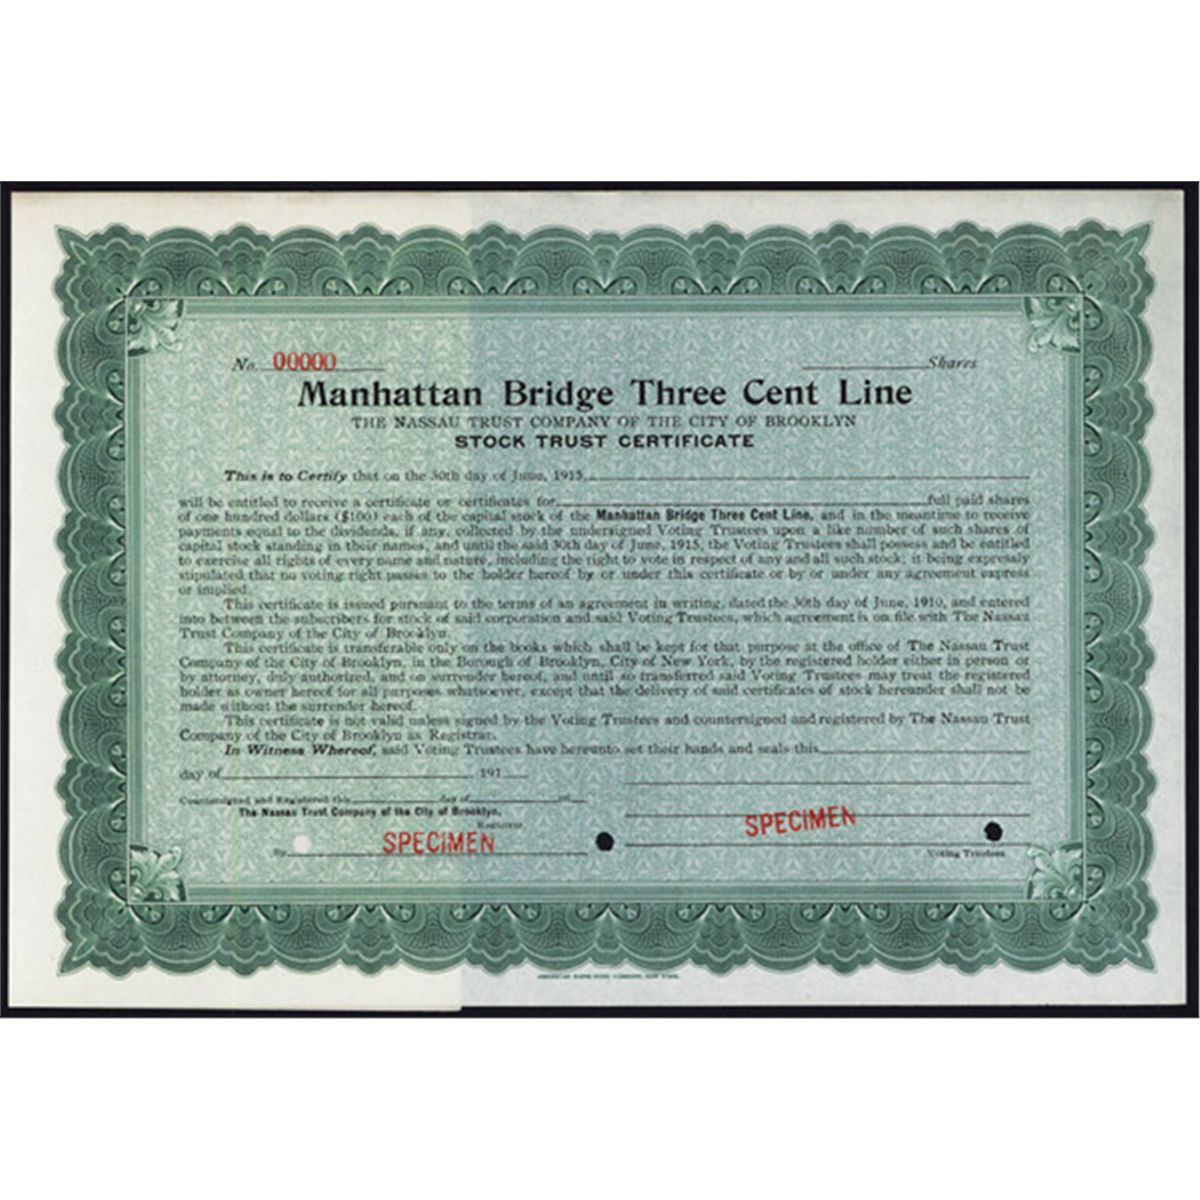 No. 00000 Shares
Manhattan Bridge Three Cent Line
THE NASSAU TRUST COMPANY OF THE CITY OF BROOKLYN
STOCK TRUST CERTIFICATE
This is to Certify that on the 30th day of June, 1915,
will be entitled to receive a certificate or certificates for full paid shares
of one hundred dollars ($100) each of the capital stock of the Manhattan Bridge Three Cent Line, and in the meantime to receive
payments equal to the dividends, if any, collected by the undersigned Voting Trustees upon a like number of such shares of
capital stock standing in their names, and until the said 30th day of June, 1915, the Voting Trustees shall possess and be entitled
to exercise all rights of every name and nature, including the right to vote in respect of any and all such stock; it being expressly
stipulated that no voting right passes to the holder hereof by or under this certificate or by or under any agreement express
or implied.
This certificate is issued pursuant to the terms of an agreement in writing, dated the 30th day of June, 1910, and entered
into between the subscribers for stock of said corporation and said Voting Trustees, which agreement is on file with The Nassau
Trust Company of the City of Brooklyn.
This certificate is transferable only on the books which shall be kept for that purpose at the office of The Nassau Trust
Company of the City of Brooklyn, in the Borough of Brooklyn, City of New York, by the registered holder either in person or
by attorney, duly authorized, and on surrender hereof, and until so transferred said Voting Trustees may treat the registered
holder as owner hereof for all purposes whatsoever, except that the delivery of said certificates of stock hereunder shall not be
made without the surrender hereof.
This certificate is not valid unless signed by the Voting Trustees and countersigned and registered by The Nassau Trust
Company of the City of Brooklyn as Registrar.
In Witness Whereof, said Voting Trustees have hereunto set their hands and seals this
day of 191
Countersigned and Registered this day of 191
The Nassau Trust Company of the City of Brooklyn,
Registrar
By SPECIMEN
SPECIMEN
Voting Trustees
AMERICAN BANK NOTE COMPANY, NEW YORK.